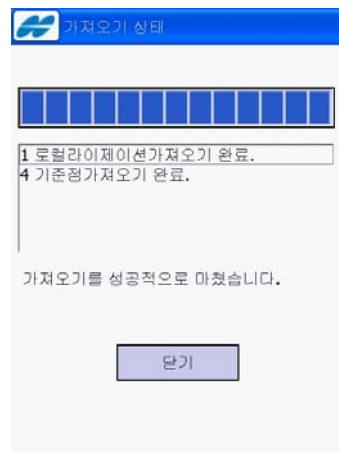 가져오기 상태
1 로컬라이제이션가져오기 완료.
4 기준점가져오기 완료.
가져오기를 성공적으로 마쳤습니다.
닫기